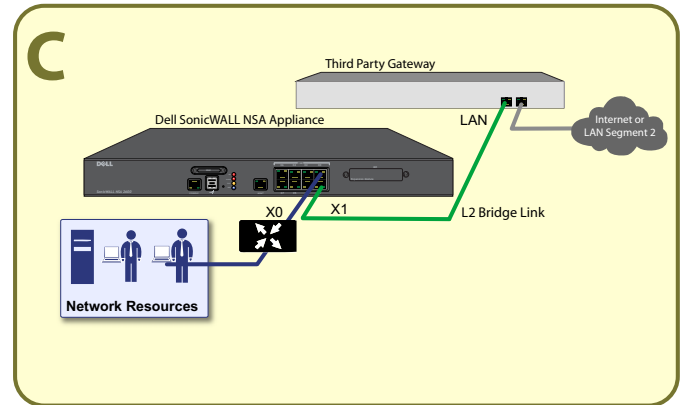 C
Third Party Gateway
Dell SonicWALL NSA Appliance
LAN
Internet or
LAN Segment 2
DELL
X0
X1
L2 Bridge Link
Network Resources